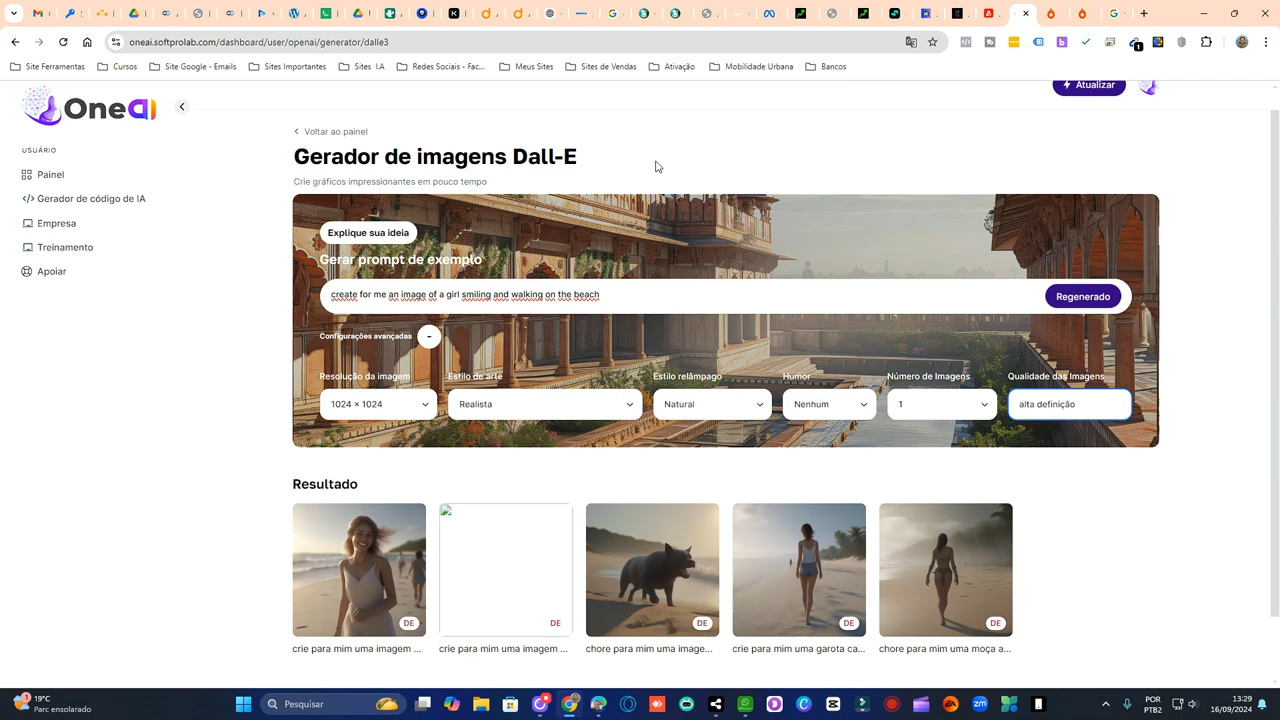 oneai.softprolab.com/dashboard/user/openai/generator/dalle3
Site Ferramentas
Cursos
Site Google - Emails
Sites Importantes
Sites I.A
Redes Sociais - Fac...
Meus Sites
Sites de Vendas
Ativação
Mobilidade Urbana
Bancos
OneAI
Atualizar
USUÁRIO
Painel
Gerador de código de IA
Empresa
Treinamento
Apoiar
Voltar ao painel
Gerador de imagens Dall-E
Crie gráficos impressionantes em pouco tempo
Explique sua ideia
Gerar prompt de exemplo
create for me an image of a girl smiling and walking on the beach
Regenerado
Configurações avançadas -
Resolução da imagem Estilo de arte Estilo relâmpago Humor Número de Imagens Qualidade das Imagens
1024 × 1024 Realista Natural Nenhum 1 alta definição
Resultado
DE DE DE DE DE
crie para mim uma imagem ... crie para mim uma imagem ... chore para mim uma image... crie para mim uma garota ca... chore para mim uma moça a...
19°C
Parc ensolarado
Pesquisar
POR
PTB2
13:29
16/09/2024